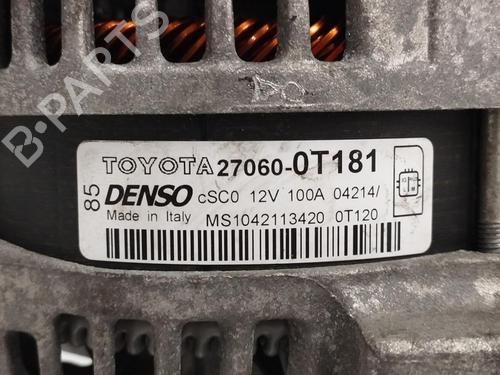 B-PARTS
TOYOTA 27060-0T181
85
DENSO cSC0 12V 100A 04214/
Made in Italy MS1042113420 0T120